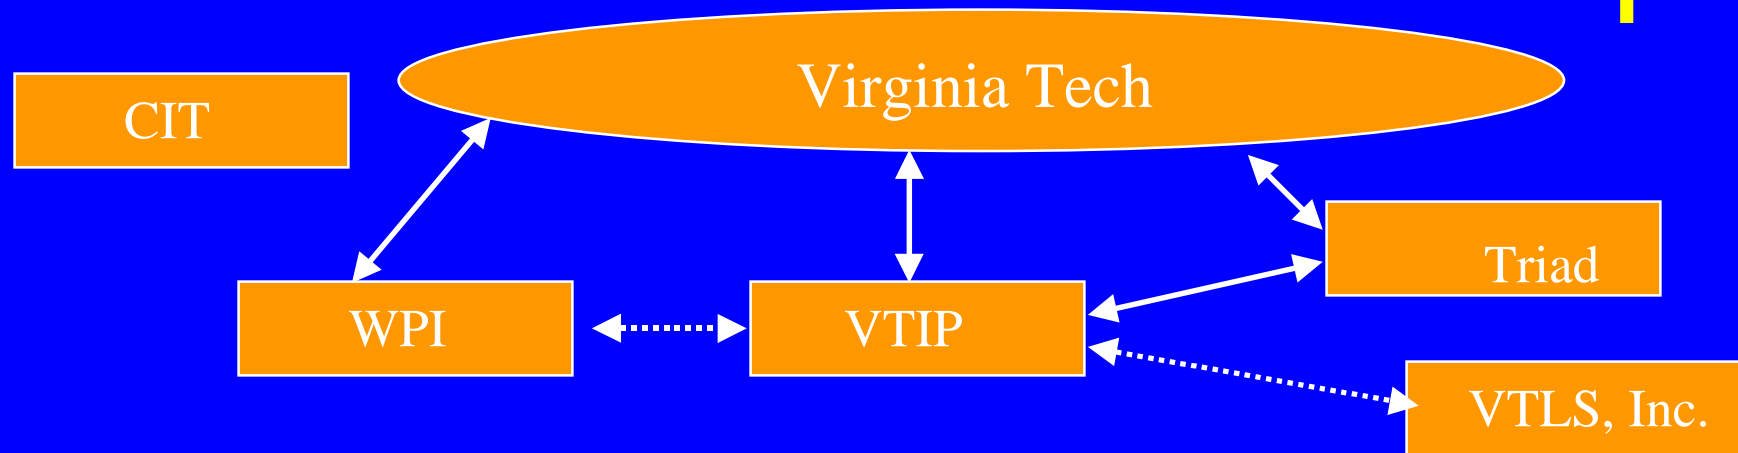 Virginia Tech
CIT
Triad
WPI
VTIP
VTLS, Inc.